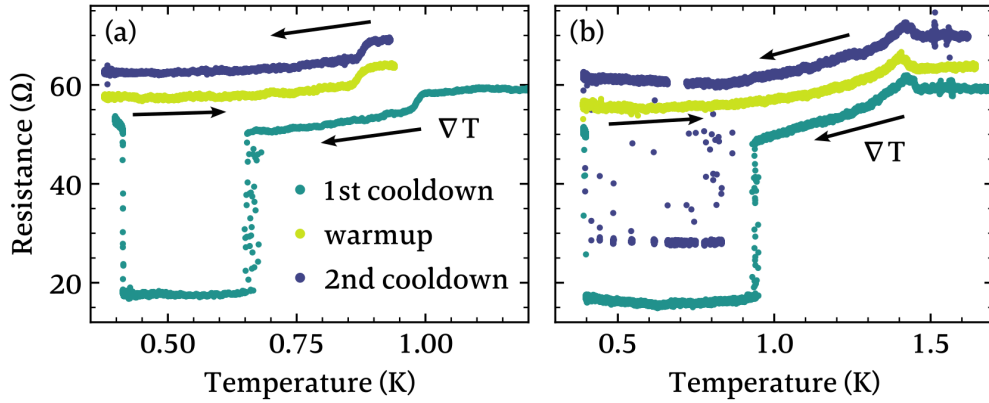 (a)
(b)
Resistance (Ω)
60
40
20
∇ T
∇ T
1st cooldown
warmup
2nd cooldown
0.50 0.75 1.00
0.5 1.0 1.5
Temperature (K)
Temperature (K)